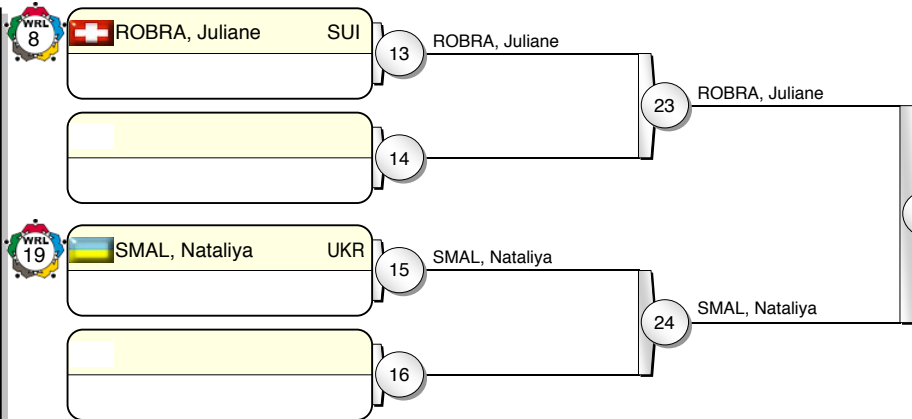 WRL
8
ROBRA, Juliane SUI
13
ROBRA, Juliane
23
ROBRA, Juliane
14
WRL
19
SMAL, Nataliya UKR
15
SMAL, Nataliya
24
SMAL, Nataliya
16